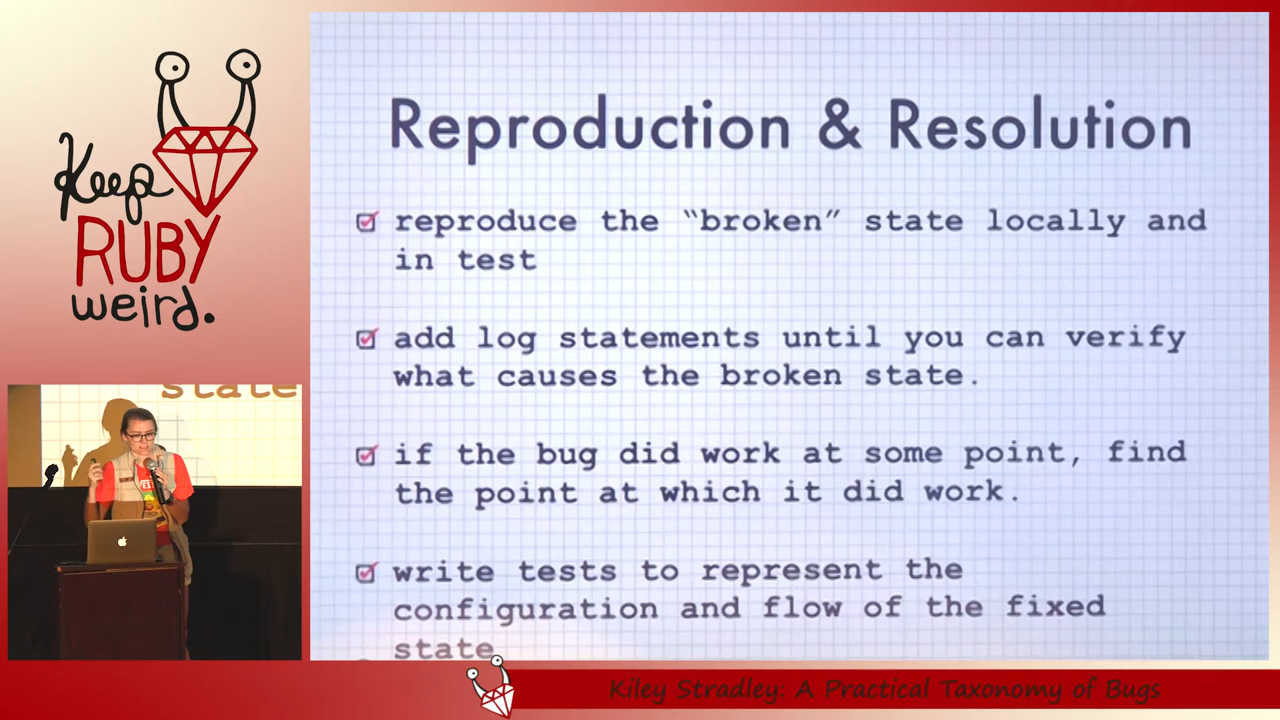 Keep
RUBY
weird.
state
Reproduction & Resolution
reproduce the “broken” state locally and
in test
add log statements until you can verify
what causes the broken state.
if the bug did work at some point, find
the point at which it did work.
write tests to represent the
configuration and flow of the fixed
state
Kiley Stradley: A Practical Taxonomy of Bugs